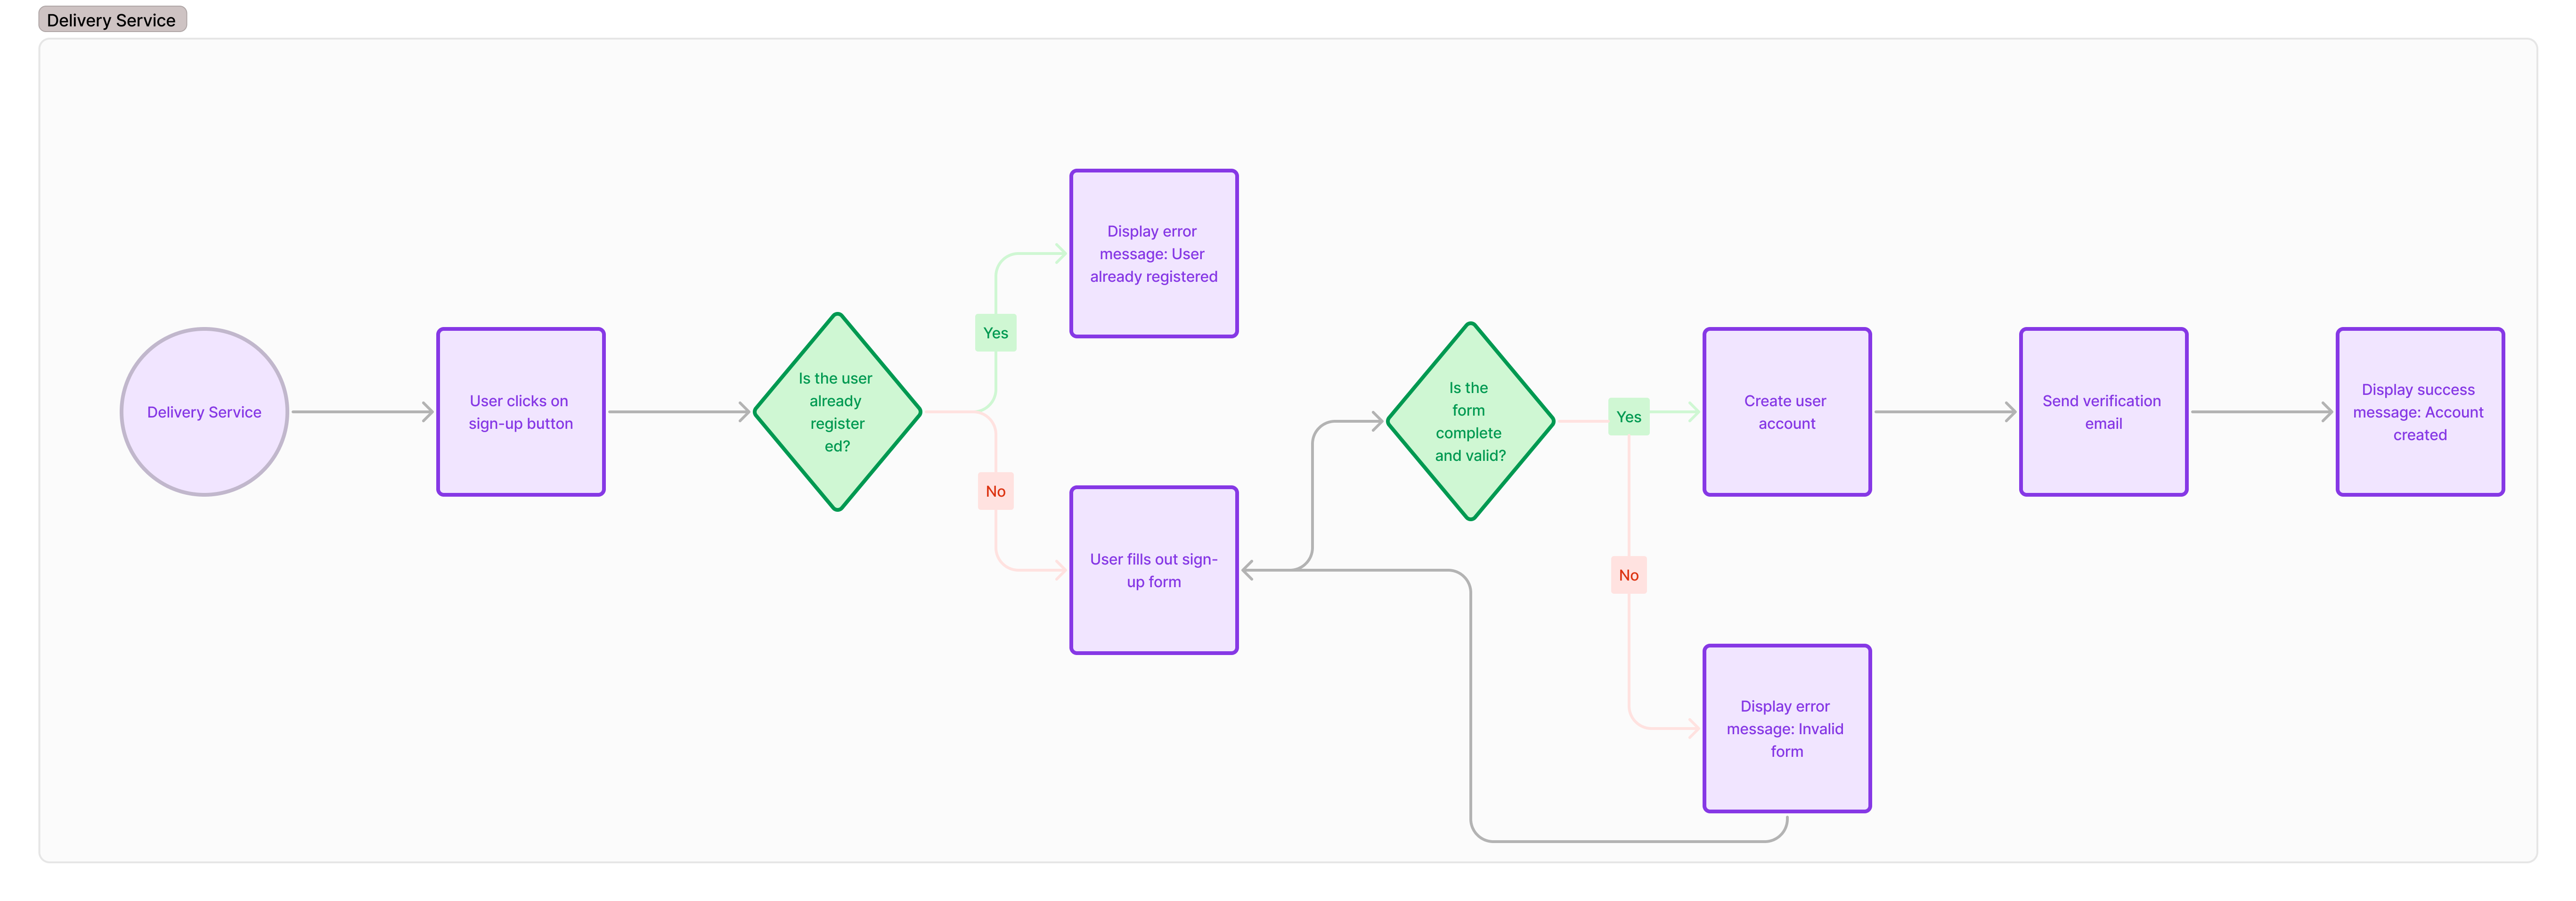 Delivery Service
Delivery Service
User clicks on
sign-up button
Is the user
already
register
ed?
Yes
No
Display error
message: User
already registered
User fills out sign-
up form
Is the
form
complete
and valid?
Yes
No
Create user
account
Send verification
email
Display success
message: Account
created
Display error
message: Invalid
form